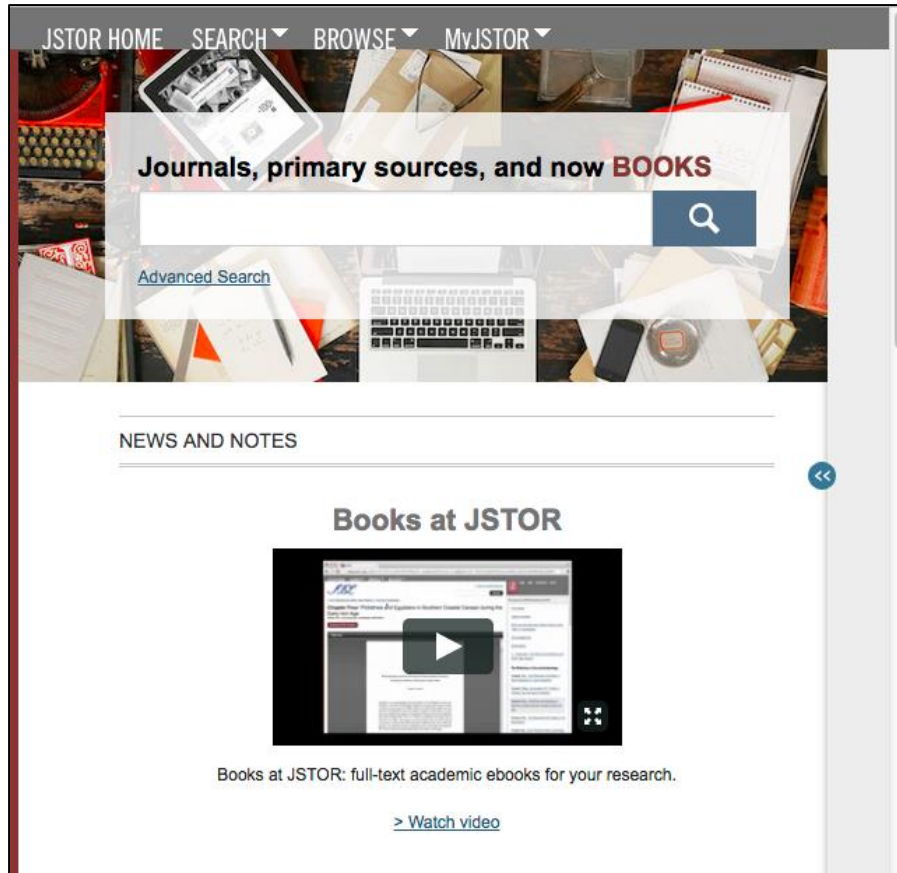 JSTOR HOME SEARCH BROWSE MyJSTOR
Journals, primary sources, and now BOOKS
Advanced Search
NEWS AND NOTES
<<
Books at JSTOR
Books at JSTOR: full-text academic ebooks for your research.
> Watch video